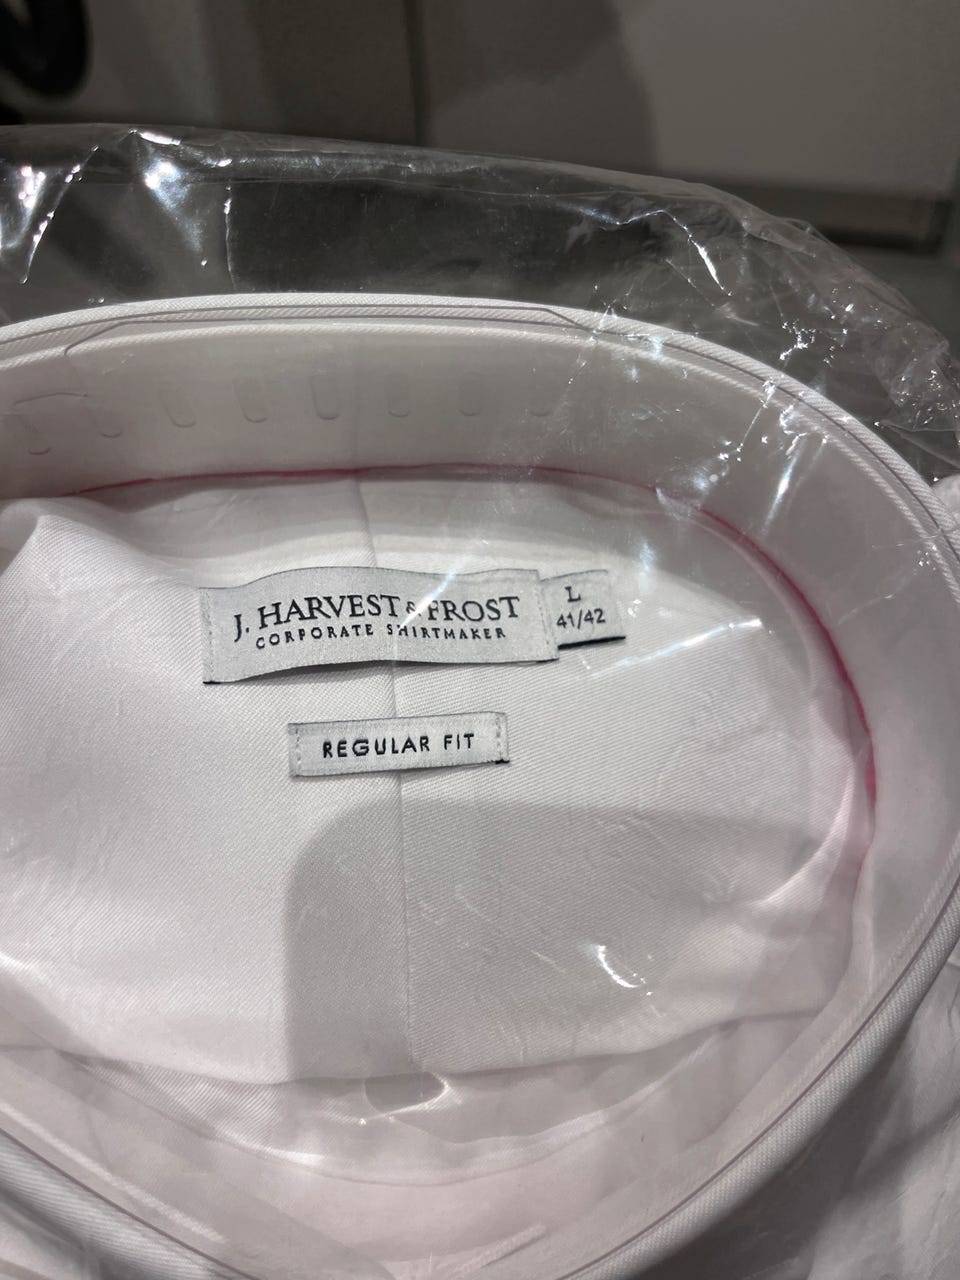 J. HARVEST & FROST
CORPORATE SHIRTMAKER
L
41/42
REGULAR FIT